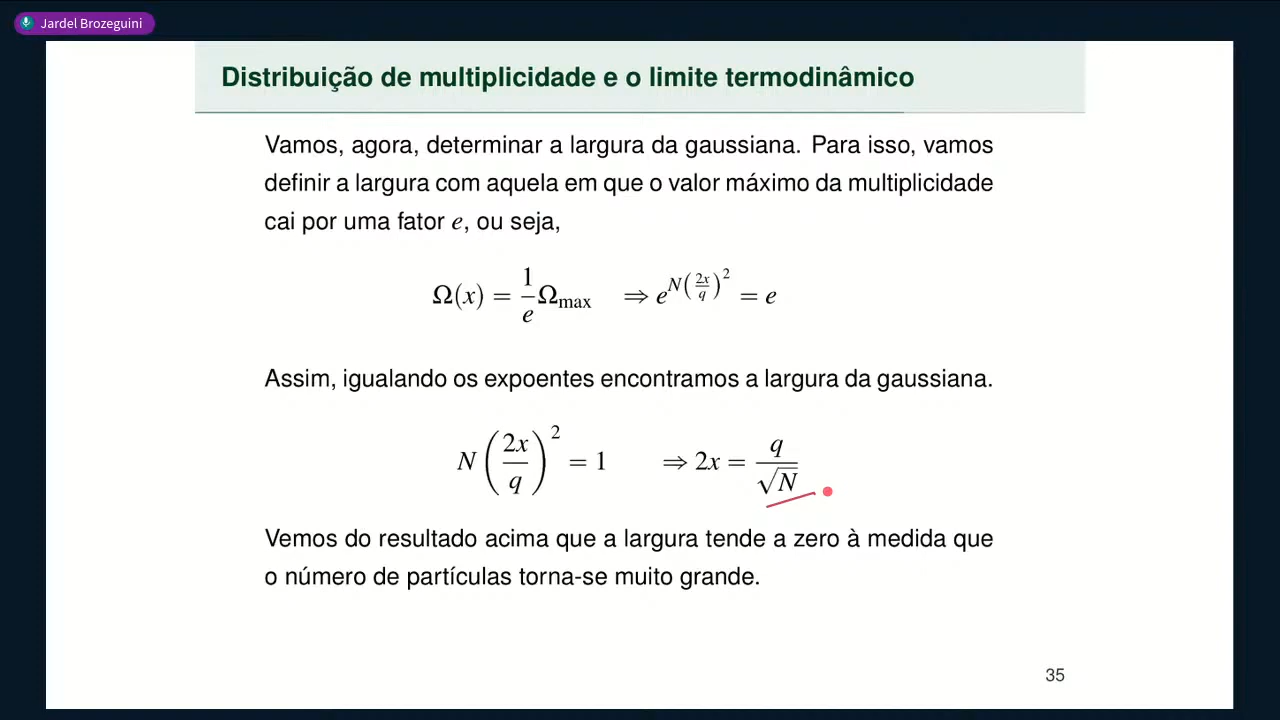 Jardel Brozeguini
Distribuição de multiplicidade e o limite termodinâmico
Vamos, agora, determinar a largura da gaussiana. Para isso, vamos
definir a largura com aquela em que o valor máximo da multiplicidade
cai por uma fator e, ou seja,
Ω(x) = 1/e Ω_max ⇒ e^{N(2x/q)^2} = e
Assim, igualando os expoentes encontramos a largura da gaussiana.
N(2x/q)^2 = 1 ⇒ 2x = q/√N
Vemos do resultado acima que a largura tende a zero à medida que
o número de partículas torna-se muito grande.
35